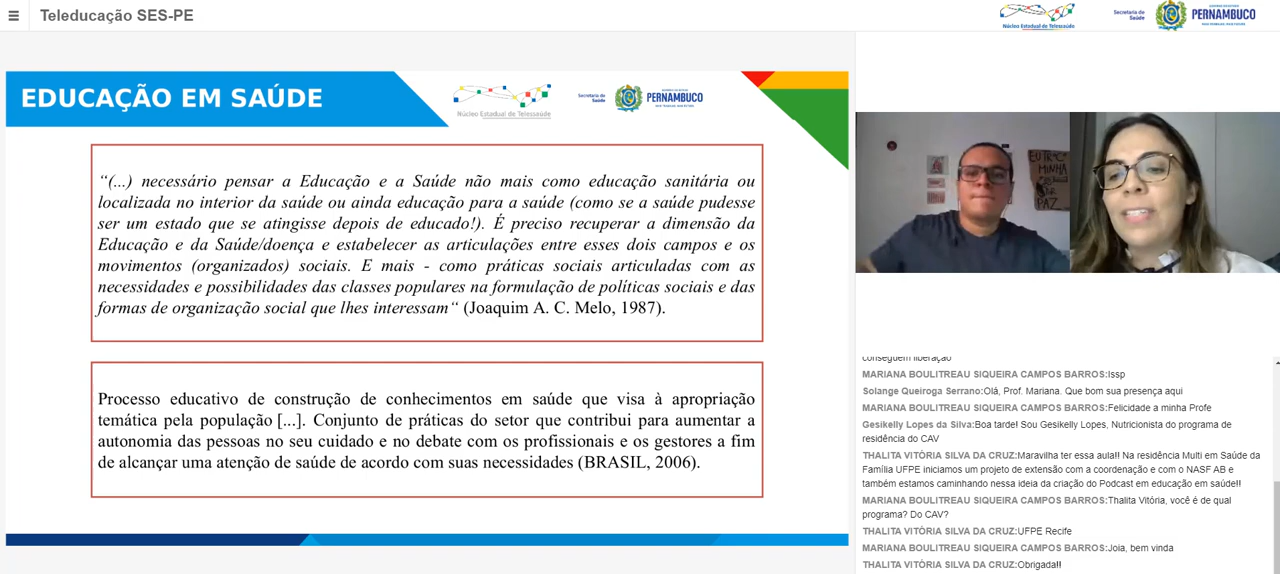 Teleducação SES-PE
Núcleo Estadual de Telessaúde
Secretaria de
Saúde
PERNAMBUCO
EDUCAÇÃO EM SAÚDE
Núcleo Estadual de Telessaúde
Secretaria de
Saúde
PERNAMBUCO
“(...) necessário pensar a Educação e a Saúde não mais como educação sanitária ou
localizada no interior da saúde ou ainda educação para a saúde (como se a saúde pudesse
ser um estado que se atingisse depois de educado!). É preciso recuperar a dimensão da
Educação e da Saúde/doença e estabelecer as articulações entre esses dois campos e os
movimentos (organizados) sociais. E mais - como práticas sociais articuladas com as
necessidades e possibilidades das classes populares na formulação de políticas sociais e das
formas de organização social que lhes interessam“ (Joaquim A. C. Melo, 1987).
Processo educativo de construção de conhecimentos em saúde que visa à apropriação
temática pela população [...]. Conjunto de práticas do setor que contribui para aumentar a
autonomia das pessoas no seu cuidado e no debate com os profissionais e os gestores a fim
de alcançar uma atenção de saúde de acordo com suas necessidades (BRASIL, 2006).
MINHA
PAZ
conseguem liberação
MARIANA BOULITREAU SIQUEIRA CAMPOS BARROS:Issp
Solange Queiroga Serrano:Olá, Prof. Mariana. Que bom sua presença aqui
MARIANA BOULITREAU SIQUEIRA CAMPOS BARROS:Felicidade a minha Profe
Gesikelly Lopes da Silva:Boa tarde! Sou Gesikelly Lopes, Nutricionista do programa de
residência do CAV
THALITA VITÓRIA SILVA DA CRUZ:Maravilha ter essa aula!! Na residência Multi em Saúde da
Família UFPE iniciamos um projeto de extensão com a coordenação e com o NASF AB e
também estamos caminhando nessa ideia da criação do Podcast em educação em saúde!!
MARIANA BOULITREAU SIQUEIRA CAMPOS BARROS:Thalita Vitória, você é de qual
programa? Do CAV?
THALITA VITÓRIA SILVA DA CRUZ:UFPE Recife
MARIANA BOULITREAU SIQUEIRA CAMPOS BARROS:Joia, bem vinda
THALITA VITÓRIA SILVA DA CRUZ:Obrigada!!